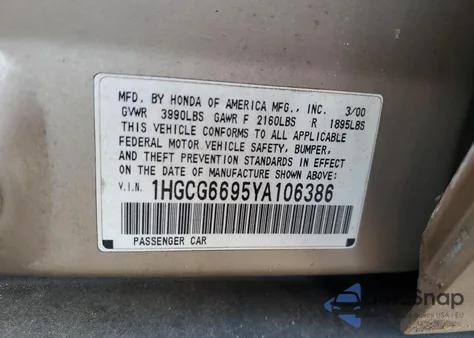 MFD. BY HONDA OF AMERICA MFG., INC. 3/00
GVWR 3990LBS GAWR F 2160LBS R 1895LBS
THIS VEHICLE CONFORMS TO ALL APPLICABLE
FEDERAL MOTOR VEHICLE SAFETY, BUMPER,
AND THEFT PREVENTION STANDARDS IN EFFECT
ON THE DATE OF MANUFACTURE SHOWN ABOVE.
V.I.N. 1HGCG6695YA106386
PASSENGER CAR